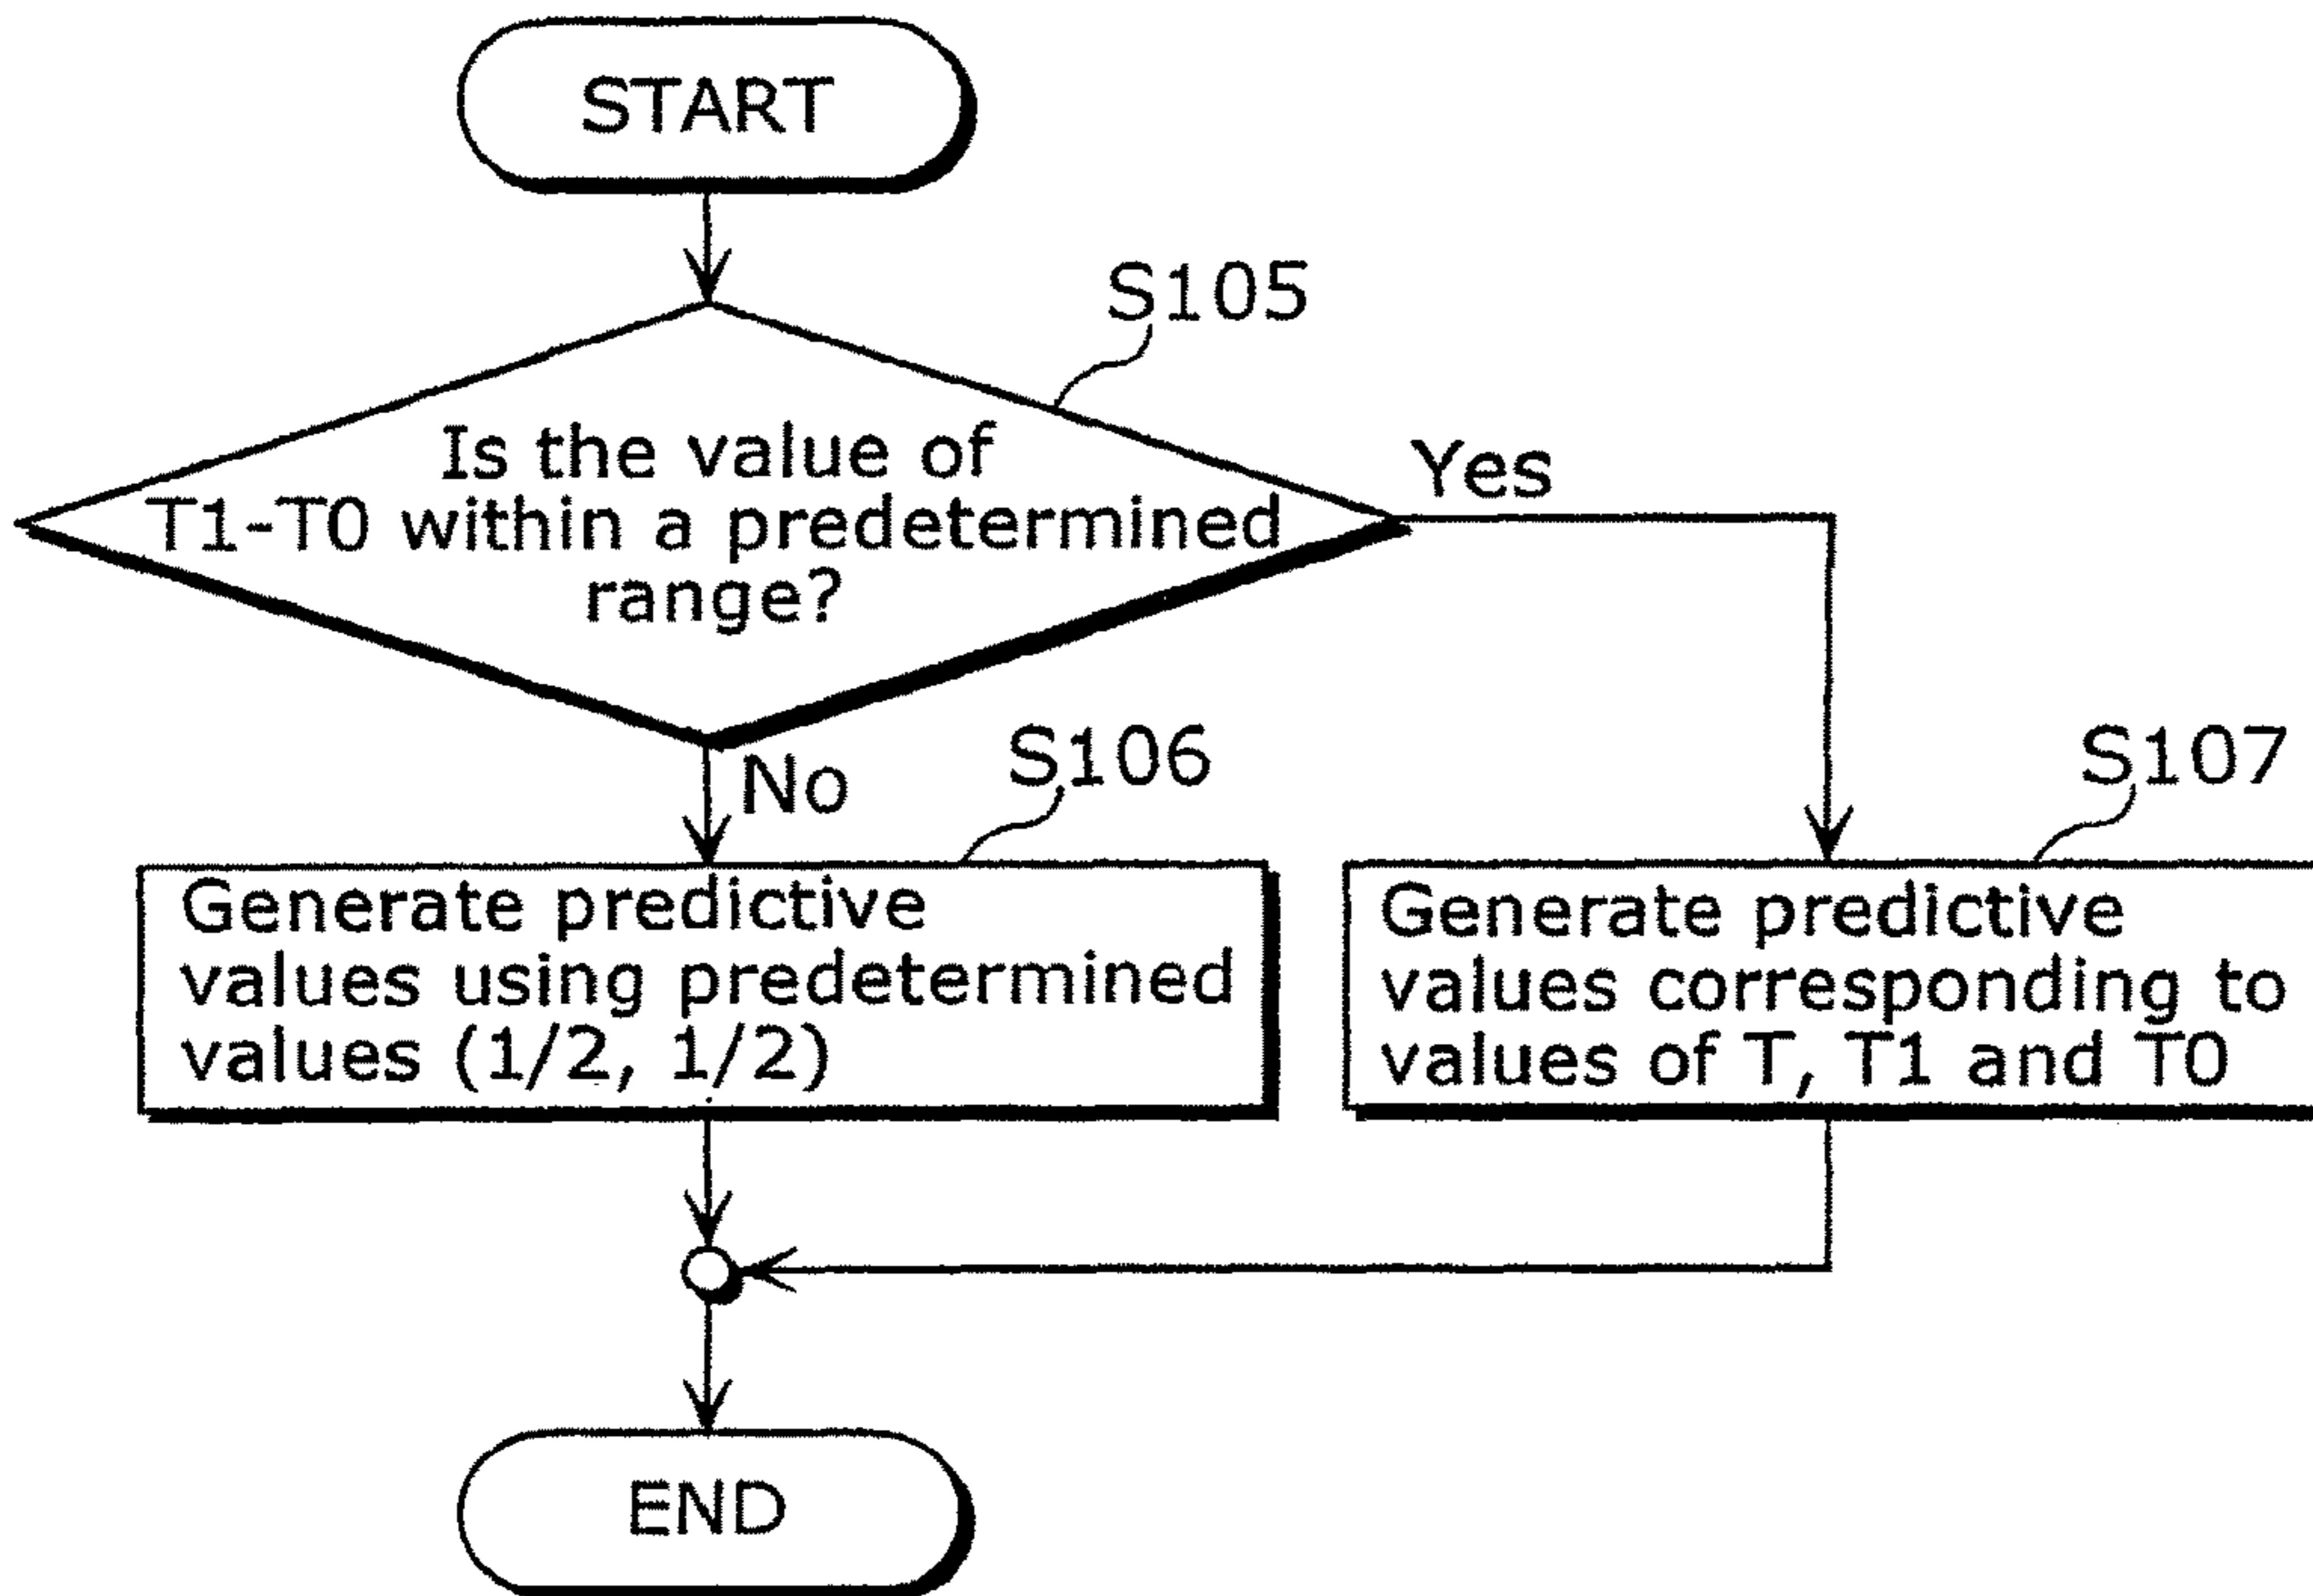 START
S105
Is the value of
T1-T0 within a predetermined
range?
Yes
No
S106
S107
Generate predictive
values using predetermined
values (1/2, 1/2)
Generate predictive
values corresponding to
values of T, T1 and T0
END